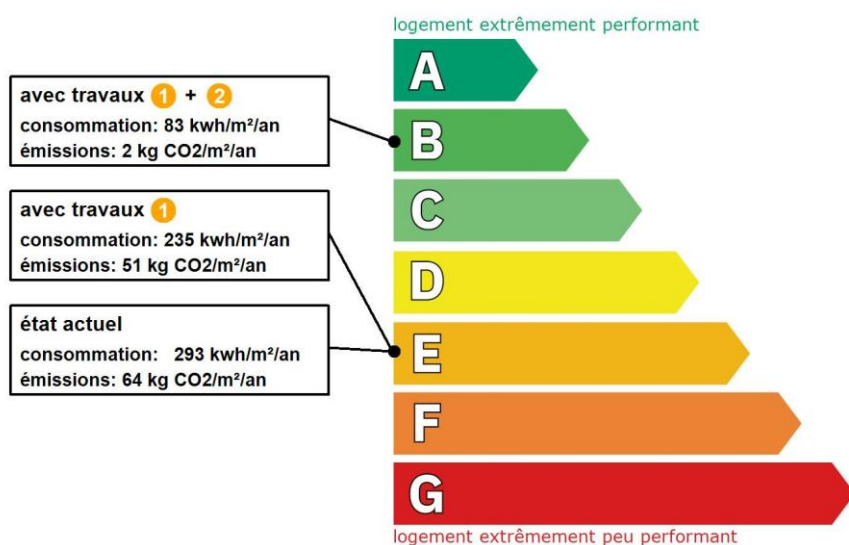 logement extrêmement performant
avec travaux 1 + 2
consommation: 83 kwh/m²/an
émissions: 2 kg CO2/m²/an
avec travaux 1
consommation: 235 kwh/m²/an
émissions: 51 kg CO2/m²/an
état actuel
consommation: 293 kwh/m²/an
émissions: 64 kg CO2/m²/an
A
B
C
D
E
F
G
logement extrêmement peu performant